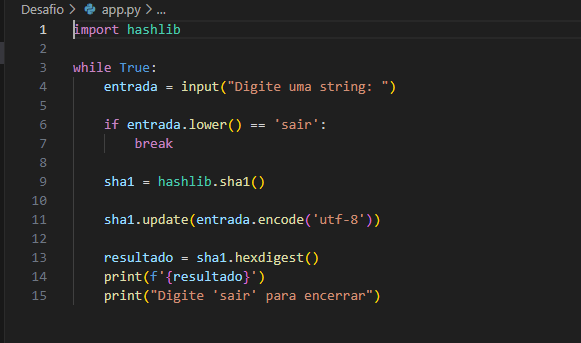 Desafio > app.py > ...
1 import hashlib
2
3 while True:
4     entrada = input("Digite uma string: ")
5
6     if entrada.lower() == 'sair':
7         break
8
9     sha1 = hashlib.sha1()
10
11     sha1.update(entrada.encode('utf-8'))
12
13     resultado = sha1.hexdigest()
14     print(f'{resultado}')
15     print("Digite 'sair' para encerrar")